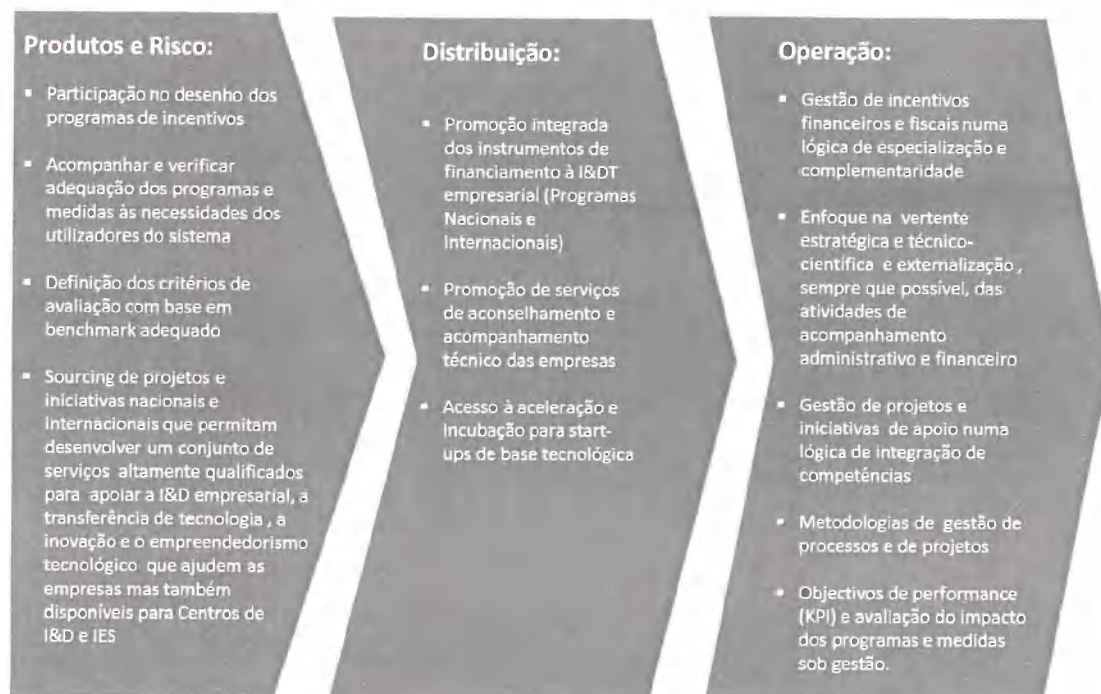 Produtos e Risco:
▪ Participação no desenho dos
programas de incentivos
▪ Acompanhar e verificar
adequação dos programas e
medidas às necessidades dos
utilizadores do sistema
▪ Definição dos critérios de
avaliação com base em
benchmark adequado
▪ Sourcing de projetos e
iniciativas nacionais e
Internacionais que permitam
desenvolver um conjunto de
serviços altamente qualificados
para apoiar a I&D empresarial, a
transferência de tecnologia , a
inovação e o empreendedorismo
tecnológico que ajudem as
empresas mas também
disponíveis para Centros de
I&D e IES
Distribuição:
▪ Promoção integrada
dos instrumentos de
financiamento à I&DT
empresarial (Programas
Nacionais e
Internacionais)
▪ Promoção de serviços
de aconselhamento e
acompanhamento
técnico das empresas
▪ Acesso à aceleração e
Incubação para start-
ups de base tecnológica
Operação:
▪ Gestão de incentivos
financeiros e fiscais numa
lógica de especialização e
complementaridade
▪ Enfoque na vertente
estratégica e técnico-
científica e externalização ,
sempre que possível, das
atividades de
acompanhamento
administrativo e financeiro
▪ Gestão de projetos e
iniciativas de apoio numa
lógica de integração de
competências
▪ Metodologias de gestão de
processos e de projetos
▪ Objectivos de performance
(KPI) e avaliação do impacto
dos programas e medidas
sob gestão.